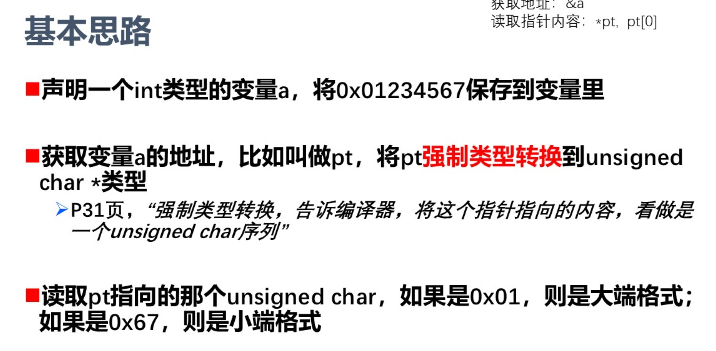 获取地址：&a
读取指针内容：*pt, pt[0]
基本思路
■声明一个int类型的变量a，将0x01234567保存到变量里
■获取变量a的地址，比如叫做pt，将pt强制类型转换到unsigned
char *类型
➢P31页，“强制类型转换，告诉编译器，将这个指针指向的内容，看做是
一个unsigned char序列”
■读取pt指向的那个unsigned char，如果是0x01，则是大端格式；
如果是0x67，则是小端格式